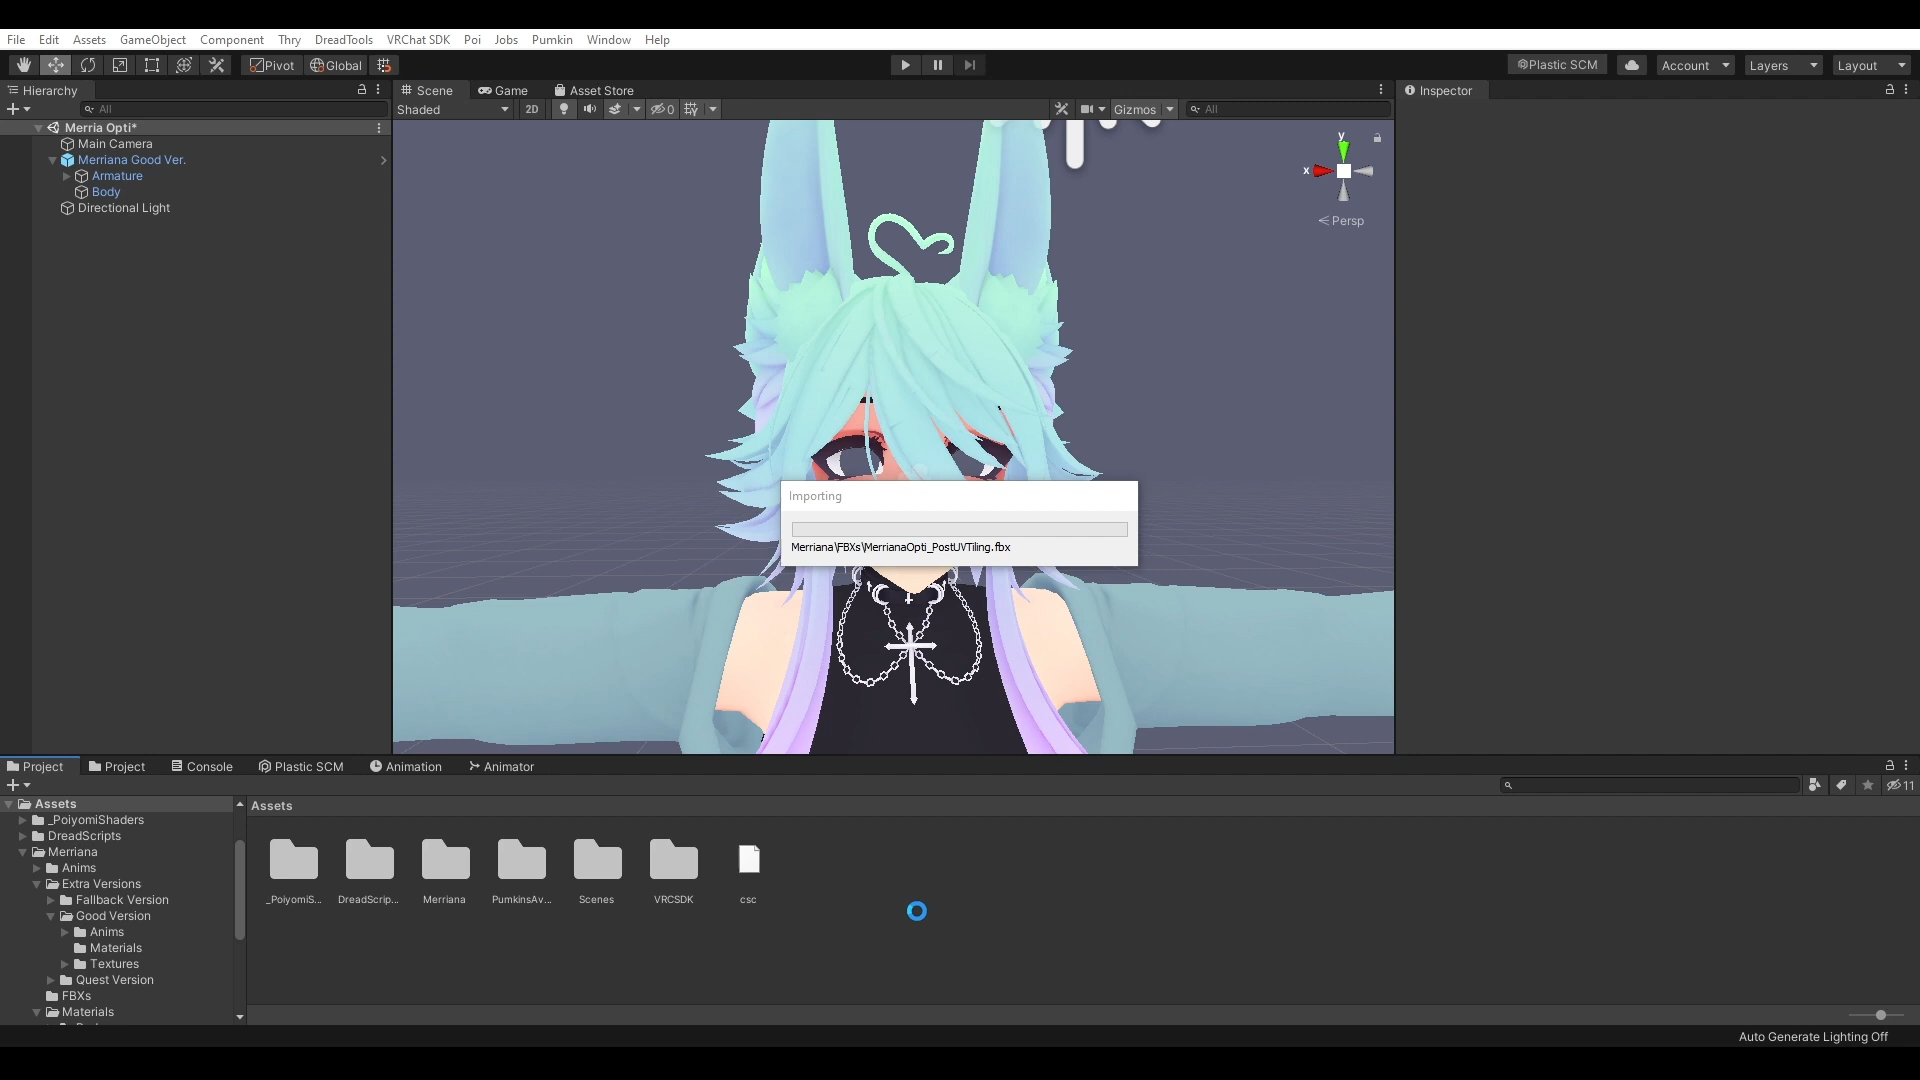 File Edit Assets GameObject Component Thry DreadTools VRChat SDK Poi Jobs Pumkin Window Help
Pivot Global Plastic SCM Account Layers Layout
Hierarchy
All
Merria Opti*
Main Camera
Merriana Good Ver.
Armature
Body
Directional Light
Scene Game Asset Store
Shaded 2D 0 Gizmos All
y
x
Persp
Inspector
Importing
Merriana\FBXs\MerrianaOpti_PostUVTiling.fbx
Project Project Console Plastic SCM Animation Animator
11
Assets
_PoiyomiShaders
DreadScripts
Merriana
Anims
Extra Versions
Fallback Version
Good Version
Anims
Materials
Textures
Quest Version
FBXs
Materials
Assets
_PoiyomiS... DreadScrip... Merriana PumkinsAv... Scenes VRCSDK csc
Auto Generate Lighting Off